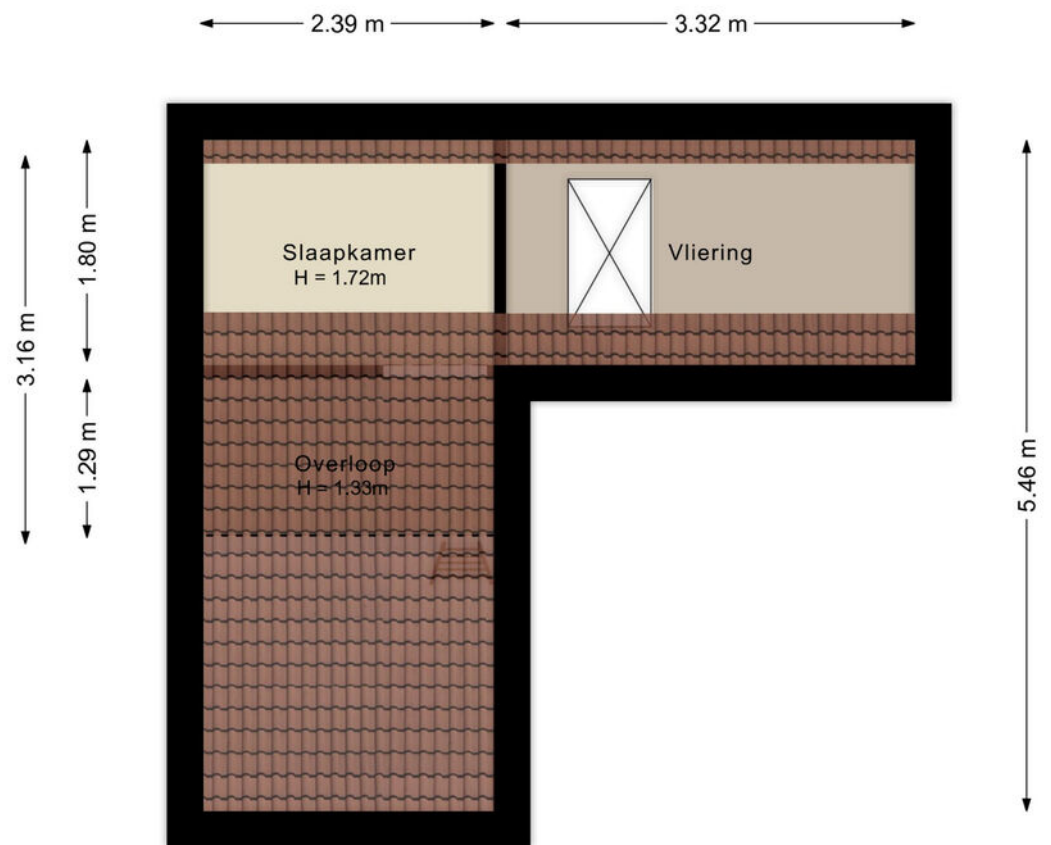 2.39 m
3.32 m
1.80 m
3.16 m
1.29 m
5.46 m
Slaapkamer
H = 1.72m
Vliering
Overloop
H = 1.33m